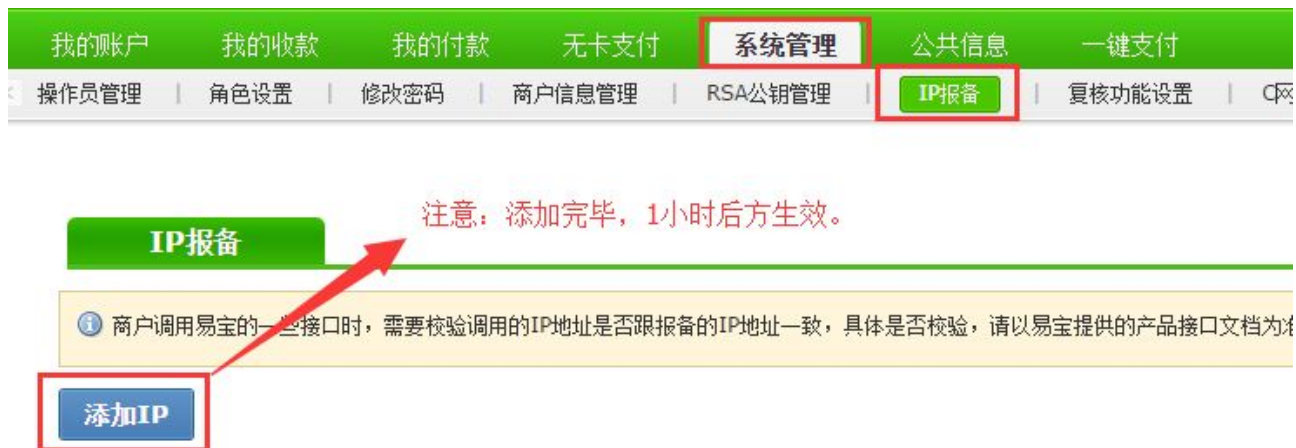 我的账户 我的收款 我的付款 无卡支付 系统管理 公共信息 一键支付
操作员管理 | 角色设置 | 修改密码 | 商户信息管理 | RSA公钥管理 | IP报备 | 复核功能设置 | C网
注意：添加完毕，1小时后方生效。
IP报备
商户调用易宝的一些接口时，需要校验调用的IP地址是否跟报备的IP地址一致，具体是否校验，请以易宝提供的产品接口文档为准
添加IP